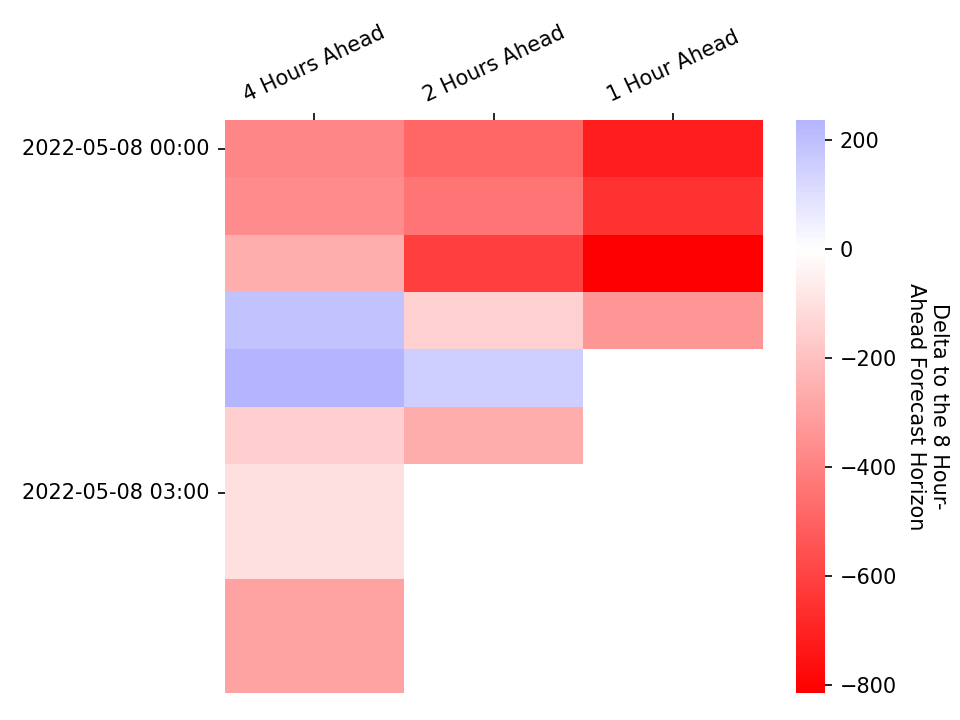 4 Hours Ahead
2 Hours Ahead
1 Hour Ahead
2022-05-08 00:00
2022-05-08 03:00
200
0
−200
−400
−600
−800
Delta to the 8 Hour-
Ahead Forecast Horizon